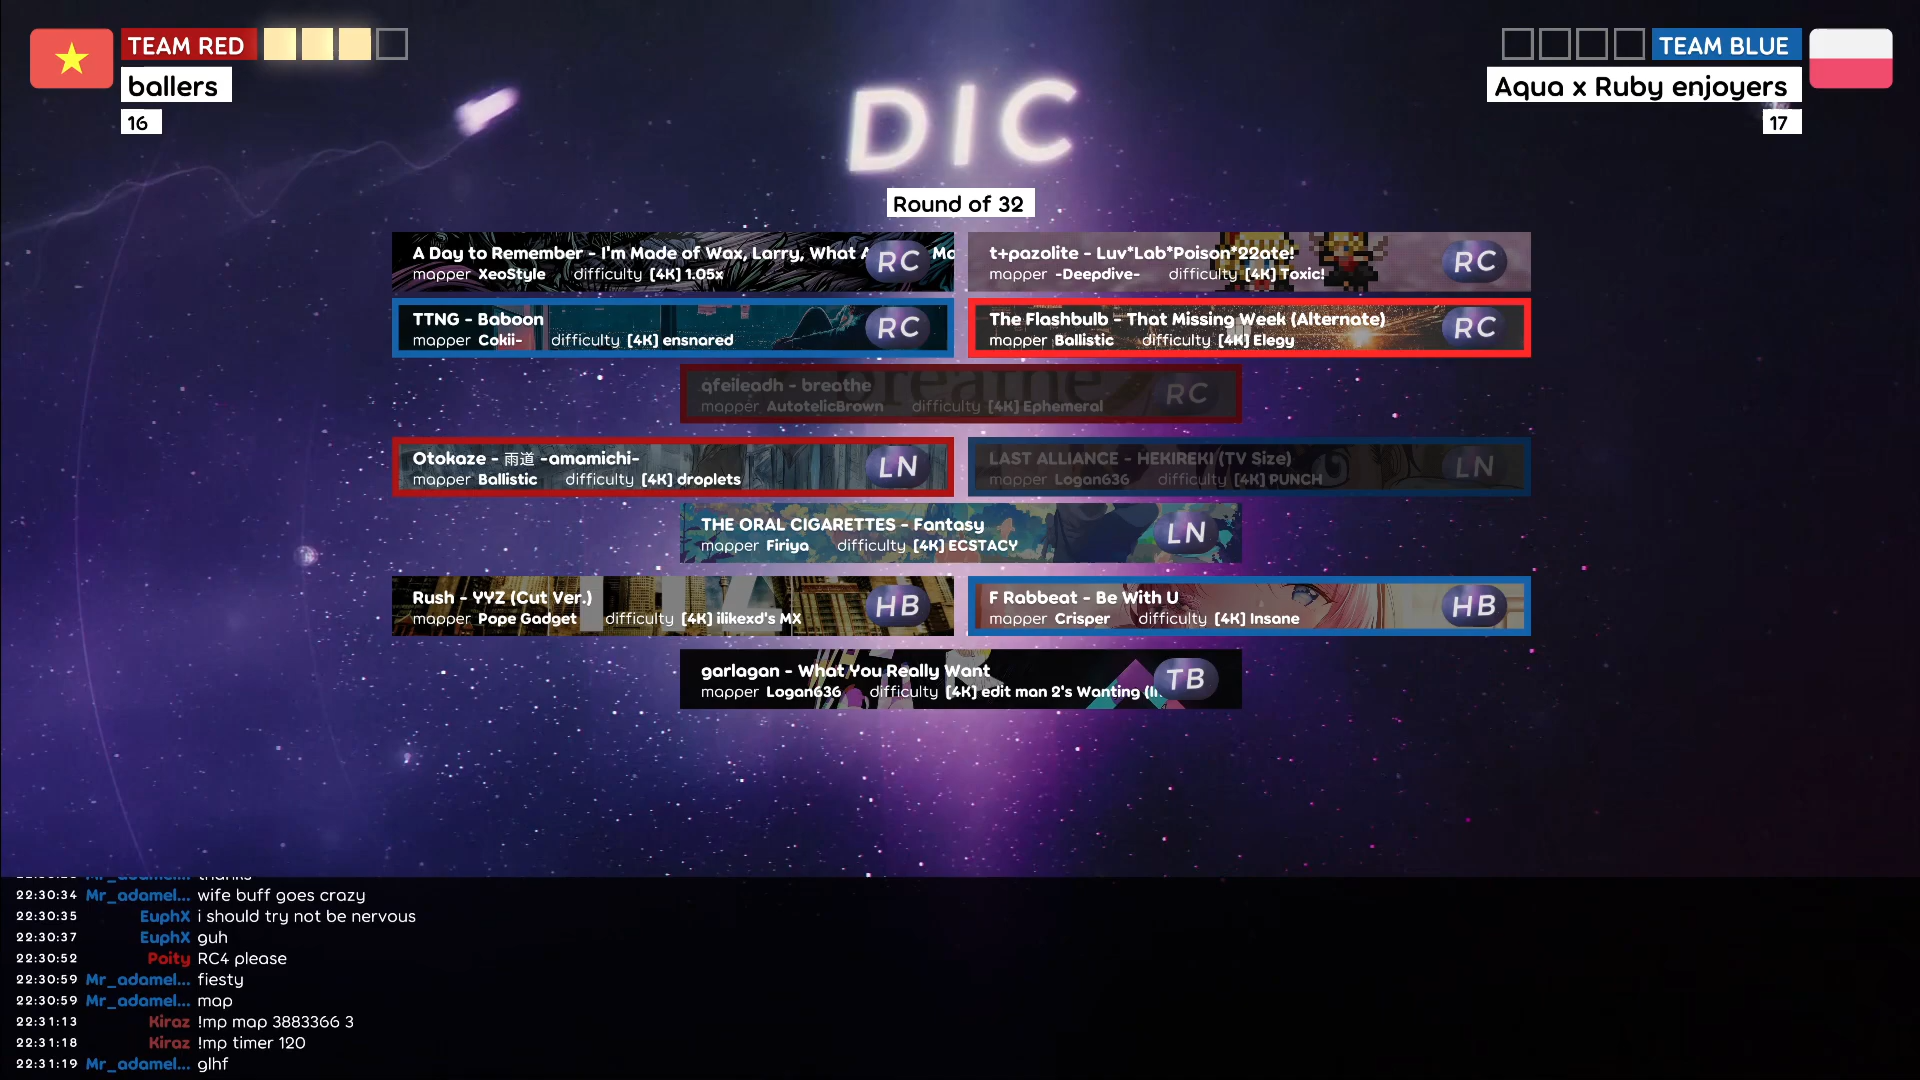 TEAM RED
ballers
16
TEAM BLUE
Aqua x Ruby enjoyers
17
DIC
Round of 32
A Day to Remember - I'm Made of Wax, Larry, What A
mapper XeoStyle difficulty [4K] 1.05x
RC
t+pazolite - Luv*Lab*Poison*22ate!
mapper -Deepdive- difficulty [4K] Toxic!
RC
TTNG - Baboon
mapper Cokii- difficulty [4K] ensnared
RC
The Flashbulb - That Missing Week (Alternate)
mapper Ballistic difficulty [4K] Elegy
RC
qfeileadh - breathe
mapper AutotelicBrown difficulty [4K] Ephemeral
RC
Otokaze - 雨道 -amamichi-
mapper Ballistic difficulty [4K] droplets
LN
LAST ALLIANCE - HEKIREKI (TV Size)
mapper Logan636 difficulty [4K] PUNCH
LN
THE ORAL CIGARETTES - Fantasy
mapper Firiya difficulty [4K] ECSTACY
LN
Rush - YYZ (Cut Ver.)
mapper Pope Gadget difficulty [4K] ilikexd's MX
HB
F Rabbeat - Be With U
mapper Crisper difficulty [4K] Insane
HB
garlagan - What You Really Want
mapper Logan636 difficulty [4K] edit man 2's Wanting
TB
22:30:34 Mr_adamel... wife buff goes crazy
22:30:35 EuphX i should try not be nervous
22:30:37 EuphX guh
22:30:52 Poity RC4 please
22:30:59 Mr_adamel... fiesty
22:30:59 Mr_adamel... map
22:31:13 Kiraz !mp map 3883366 3
22:31:18 Kiraz !mp timer 120
22:31:19 Mr_adamel... glhf